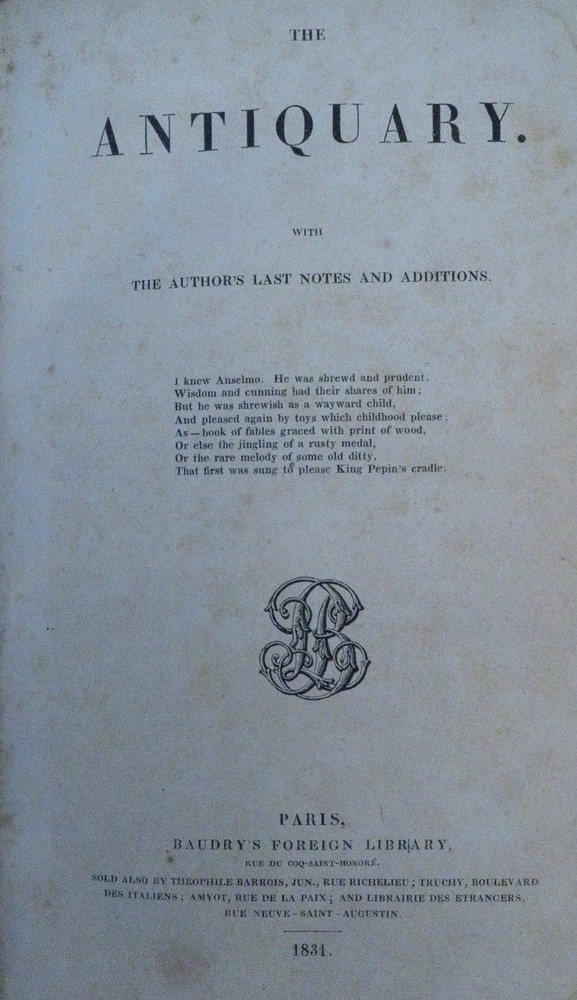 THE
ANTIQUARY.
WITH
THE AUTHOR'S LAST NOTES AND ADDITIONS.
I knew Anselmo. He was shrewd and prudent,
Wisdom and cunning had their shares of him;
But he was shrewish as a wayward child,
And pleased again by toys which childhood please;
As—book of fables graced with print of wood,
Or else the jingling of a rusty medal,
Or the rare melody of some old ditty,
That first was sung to please King Pepin's cradle.
PARIS,
BAUDRY'S FOREIGN LIBRARY,
RUE DU COQ-SAINT-HONORÉ.
SOLD ALSO BY THEOPHILE BARROIS, JUN., RUE RICHELIEU; TRUCHY, BOULEVARD
DES ITALIENS; AMYOT, RUE DE LA PAIX; AND LIBRAIRIE DES ETRANGERS,
RUE NEUVE-SAINT-AUGUSTIN.
1831.